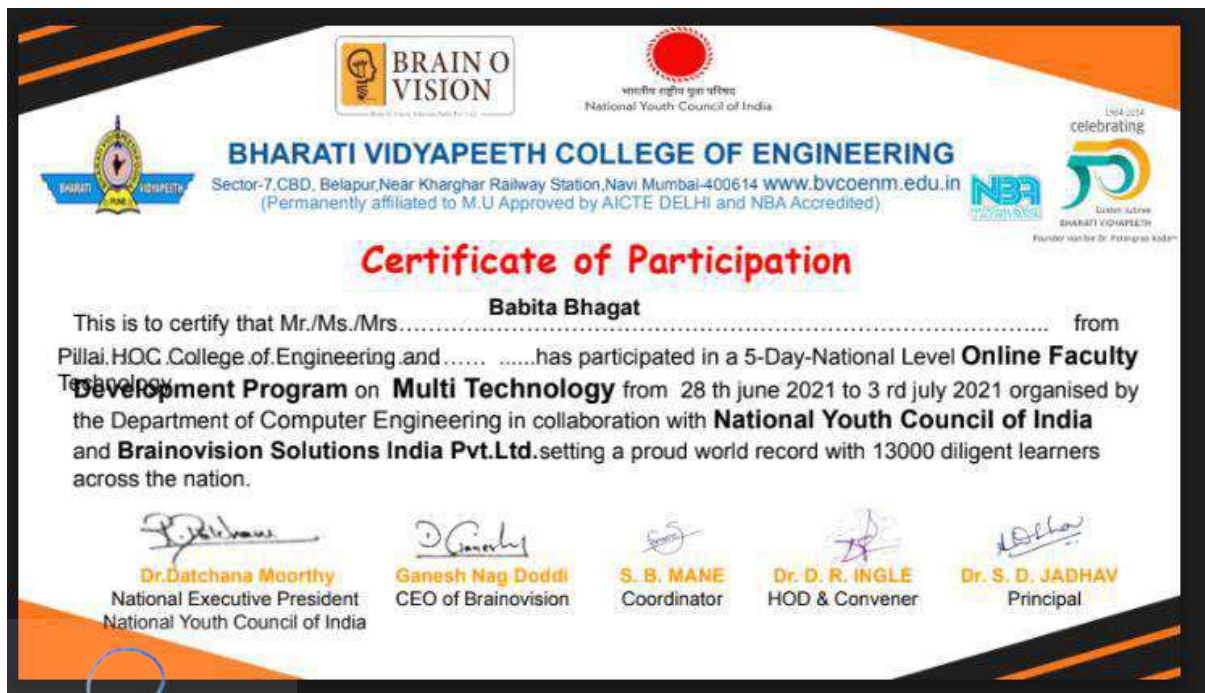 BRAIN O
VISION
भारतीय राष्ट्रीय युवा परिषद
National Youth Council of India
1964-2014
celebrating
BHARATI VIDYAPEETH
PUNE
BHARATI VIDYAPEETH COLLEGE OF ENGINEERING
Sector-7.CBD, Belapur,Near Kharghar Railway Station,Navi Mumbai-400614 www.bvcoenm.edu.in
(Permanently affiliated to M.U Approved by AICTE DELHI and NBA Accredited)
NBA
Golden Jubilee
BHARATI VIDYAPEETH
Certificate of Participation
Babita Bhagat
This is to certify that Mr./Ms./Mrs.................................................................................... from
Pillai HOC College of Engineering and...... ......has participated in a 5-Day-National Level Online Faculty
Technology
Development Program on Multi Technology from 28 th june 2021 to 3 rd july 2021 organised by
the Department of Computer Engineering in collaboration with National Youth Council of India
and Brainovision Solutions India Pvt.Ltd.setting a proud world record with 13000 diligent learners
across the nation.
Dr.Datchana Moorthy
National Executive President
National Youth Council of India
Ganesh Nag Doddi
CEO of Brainovision
S. B. MANE
Coordinator
Dr. D. R. INGLE
HOD & Convener
Dr. S. D. JADHAV
Principal